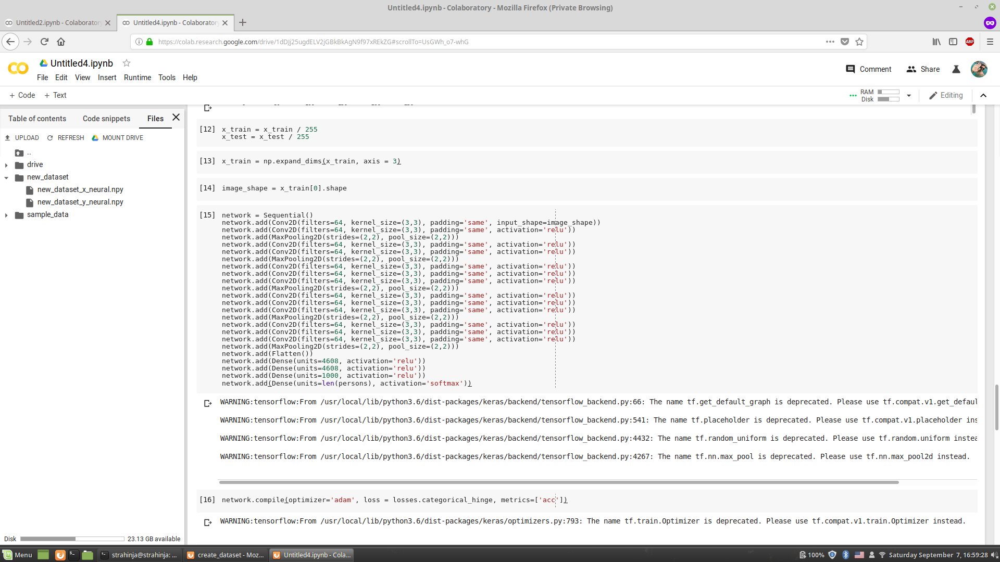 Untitled4.ipynb - Colaboratory - Mozilla Firefox (Private Browsing)
Untitled2.ipynb - Colaborator
Untitled4.ipynb - Colaborator
https://colab.research.google.com/drive/1dDJj25ugdELV2jGBkBkAgN9f97xREkZG#scrollTo=UsGWh_o7-whG
ABP
Untitled4.ipynb
Comment
Share
File Edit View Insert Runtime Tools Help
+ Code + Text
RAM
Disk
Editing
Table of contents Code snippets Files
UPLOAD REFRESH MOUNT DRIVE
..
drive
new_dataset
new_dataset_x_neural.npy
new_dataset_y_neural.npy
sample_data
Disk 23.13 GB available
[12] x_train = x_train / 255
x_test = x_test / 255
[13] x_train = np.expand_dims(x_train, axis = 3)
[14] image_shape = x_train[0].shape
[15] network = Sequential()
network.add(Conv2D(filters=64, kernel_size=(3,3), padding='same', input_shape=image_shape))
network.add(Conv2D(filters=64, kernel_size=(3,3), padding='same', activation='relu'))
network.add(MaxPooling2D(strides=(2,2), pool_size=(2,2)))
network.add(Conv2D(filters=64, kernel_size=(3,3), padding='same', activation='relu'))
network.add(Conv2D(filters=64, kernel_size=(3,3), padding='same', activation='relu'))
network.add(MaxPooling2D(strides=(2,2), pool_size=(2,2)))
network.add(Conv2D(filters=64, kernel_size=(3,3), padding='same', activation='relu'))
network.add(Conv2D(filters=64, kernel_size=(3,3), padding='same', activation='relu'))
network.add(Conv2D(filters=64, kernel_size=(3,3), padding='same', activation='relu'))
network.add(MaxPooling2D(strides=(2,2), pool_size=(2,2)))
network.add(Conv2D(filters=64, kernel_size=(3,3), padding='same', activation='relu'))
network.add(Conv2D(filters=64, kernel_size=(3,3), padding='same', activation='relu'))
network.add(Conv2D(filters=64, kernel_size=(3,3), padding='same', activation='relu'))
network.add(MaxPooling2D(strides=(2,2), pool_size=(2,2)))
network.add(Conv2D(filters=64, kernel_size=(3,3), padding='same', activation='relu'))
network.add(Conv2D(filters=64, kernel_size=(3,3), padding='same', activation='relu'))
network.add(Conv2D(filters=64, kernel_size=(3,3), padding='same', activation='relu'))
network.add(MaxPooling2D(strides=(2,2), pool_size=(2,2)))
network.add(Flatten())
network.add(Dense(units=4608, activation='relu'))
network.add(Dense(units=4608, activation='relu'))
network.add(Dense(units=1000, activation='relu'))
network.add(Dense(units=len(persons), activation='softmax'))
WARNING:tensorflow:From /usr/local/lib/python3.6/dist-packages/keras/backend/tensorflow_backend.py:66: The name tf.get_default_graph is deprecated. Please use tf.compat.v1.get_defaul
WARNING:tensorflow:From /usr/local/lib/python3.6/dist-packages/keras/backend/tensorflow_backend.py:541: The name tf.placeholder is deprecated. Please use tf.compat.v1.placeholder ins
WARNING:tensorflow:From /usr/local/lib/python3.6/dist-packages/keras/backend/tensorflow_backend.py:4432: The name tf.random_uniform is deprecated. Please use tf.random.uniform instea
WARNING:tensorflow:From /usr/local/lib/python3.6/dist-packages/keras/backend/tensorflow_backend.py:4267: The name tf.nn.max_pool is deprecated. Please use tf.nn.max_pool2d instead.
[16] network.compile(optimizer='adam', loss = losses.categorical_hinge, metrics=['acc'])
WARNING:tensorflow:From /usr/local/lib/python3.6/dist-packages/keras/optimizers.py:793: The name tf.train.Optimizer is deprecated. Please use tf.compat.v1.train.Optimizer instead.
Menu
strahinja@strahinja: ...
create_dataset - Moz...
Untitled4.ipynb - Cola...
100%
Saturday September 7, 16:59:28